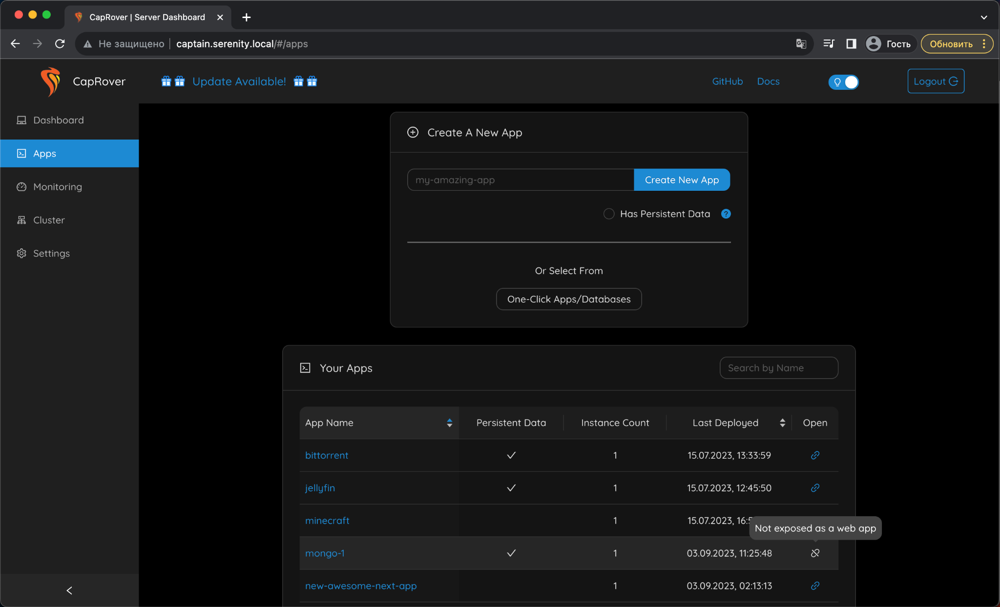 CapRover | Server Dashboard
Не защищено captain.serenity.local/#/apps Гость Обновить
CapRover Update Available! GitHub Docs Logout
Dashboard
Apps
Monitoring
Cluster
Settings
Create A New App
my-amazing-app Create New App
Has Persistent Data ?
Or Select From
One-Click Apps/Databases
Your Apps Search by Name
App Name Persistent Data Instance Count Last Deployed Open
bittorrent 1 15.07.2023, 13:33:59
jellyfin 1 15.07.2023, 12:45:50
minecraft 1 15.07.2023,
Not exposed as a web app
mongo-1 1 03.09.2023, 11:25:48
new-awesome-next-app 1 03.09.2023, 02:13:13